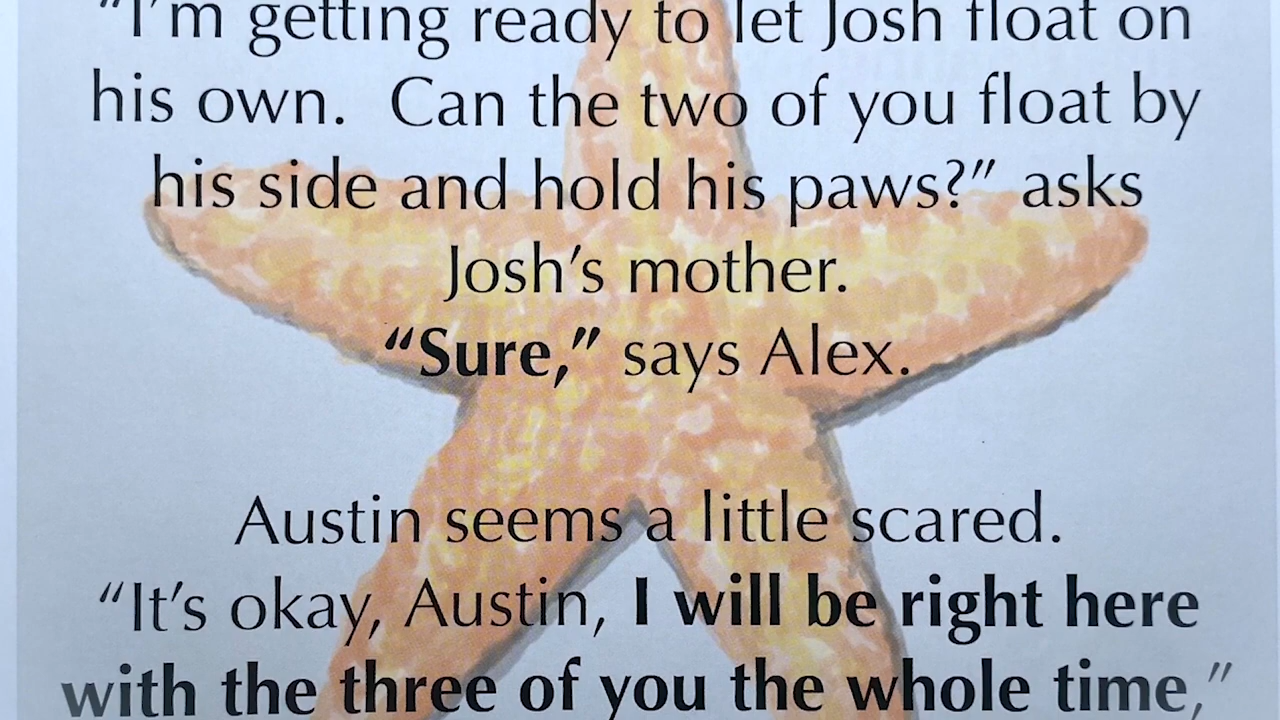 “I’m getting ready to let Josh float on
his own.  Can the two of you float by
his side and hold his paws?” asks
Josh’s mother.
“Sure,” says Alex.
Austin seems a little scared.
“It’s okay, Austin, I will be right here
with the three of you the whole time,”